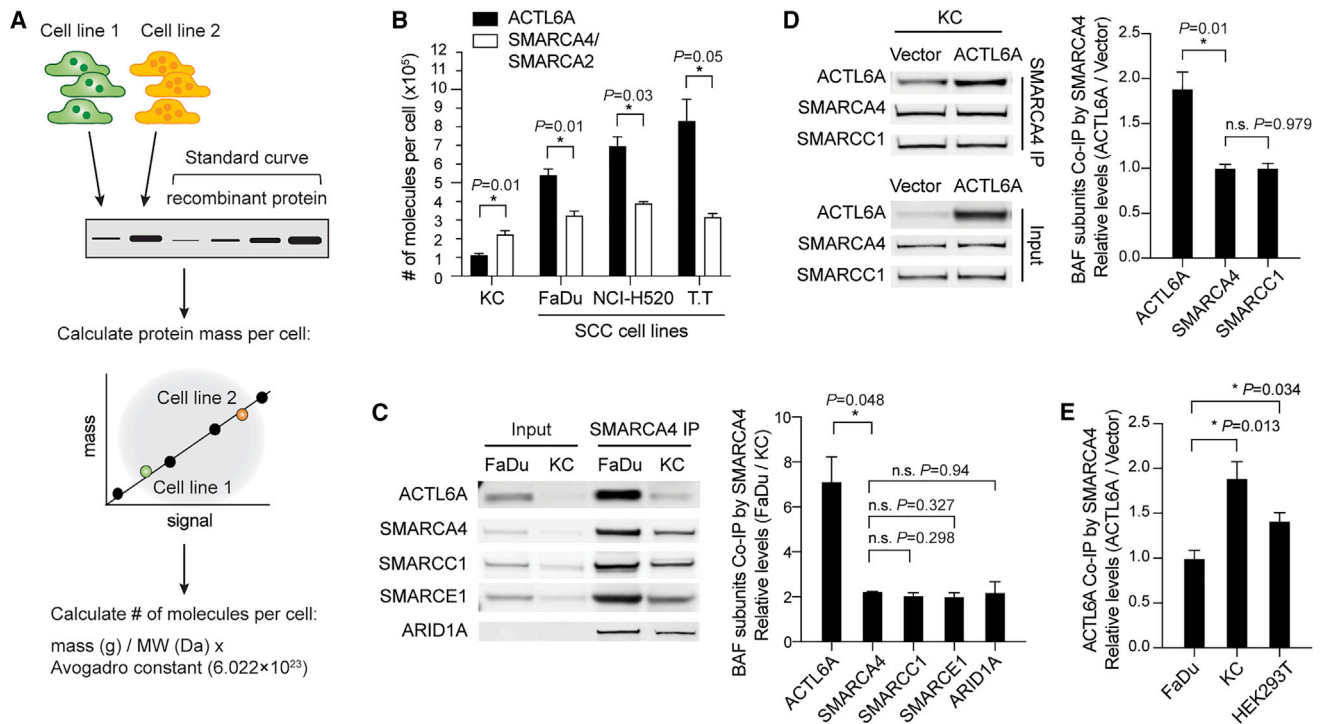 A
Cell line 1
Cell line 2
Standard curve
recombinant protein
Calculate protein mass per cell:
mass
Cell line 2
Cell line 1
signal
Calculate # of molecules per cell:
mass (g) / MW (Da) x
Avogadro constant (6.022×10²³)
B
ACTL6A
SMARCA4/
SMARCA2
# of molecules per cell (x10⁵)
12
11
10
9
8
7
6
5
4
3
2
1
0
P=0.01
*
P=0.01
*
P=0.03
*
P=0.05
*
KC
FaDu
NCI-H520
T.T
SCC cell lines
C
Input
SMARCA4 IP
FaDu
KC
FaDu
KC
ACTL6A
SMARCA4
SMARCC1
SMARCE1
ARID1A
BAF subunits Co-IP by SMARCA4
Relative levels (FaDu / KC)
10
8
6
4
2
0
P=0.048
*
n.s. P=0.94
n.s. P=0.327
n.s. P=0.298
ACTL6A
SMARCA4
SMARCC1
SMARCE1
ARID1A
D
KC
Vector
ACTL6A
ACTL6A
SMARCA4
SMARCC1
SMARCA4 IP
Vector
ACTL6A
ACTL6A
SMARCA4
SMARCC1
Input
BAF subunits Co-IP by SMARCA4
Relative levels (ACTL6A / Vector)
2.5
2.0
1.5
1.0
0.5
0.0
P=0.01
*
n.s. P=0.979
ACTL6A
SMARCA4
SMARCC1
E
ACTL6A Co-IP by SMARCA4
Relative levels (ACTL6A / Vector)
2.5
2.0
1.5
1.0
0.5
0.0
* P=0.034
* P=0.013
FaDu
KC
HEK293T